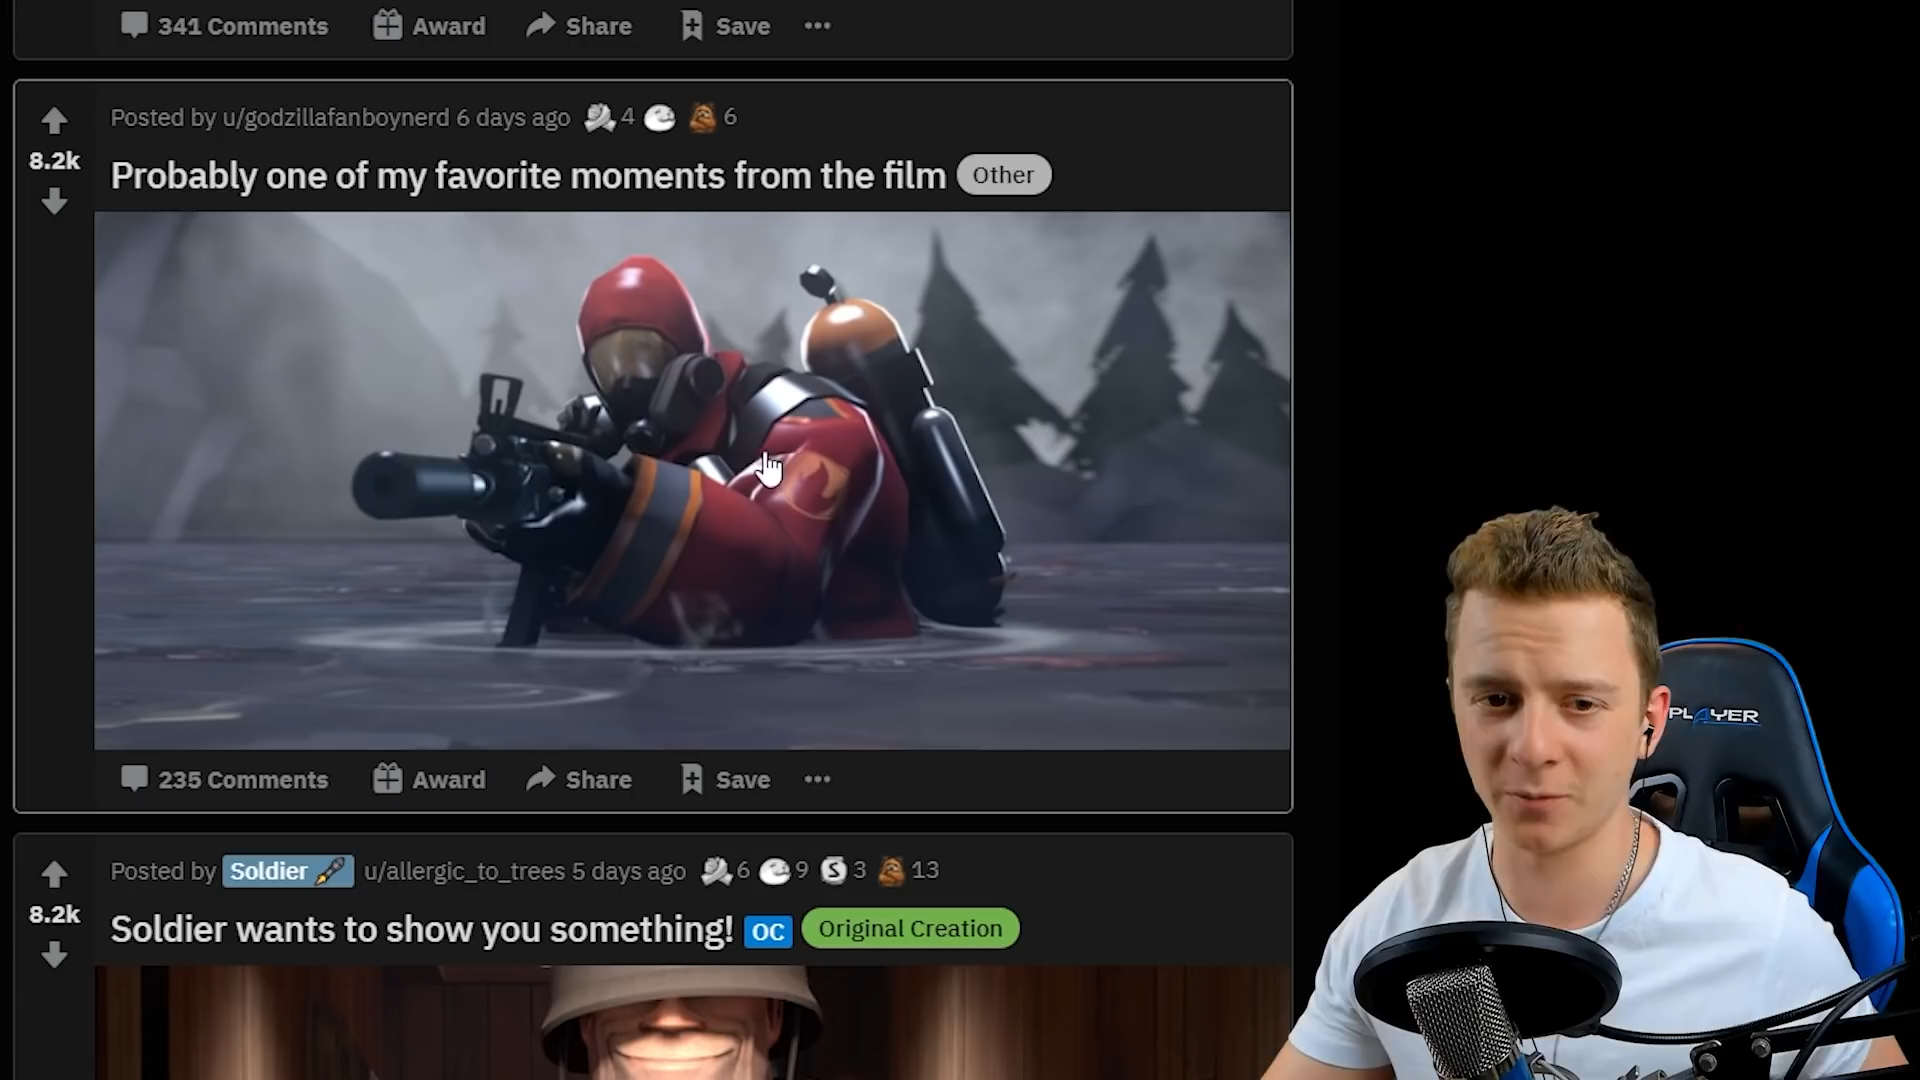 341 Comments Award Share Save
Posted by u/godzillafanboynerd 6 days ago 4 6
8.2k
Probably one of my favorite moments from the film Other
235 Comments Award Share Save
Posted by Soldier u/allergic_to_trees 5 days ago 6 9 S 3 13
8.2k
Soldier wants to show you something! OC Original Creation
PLAYER